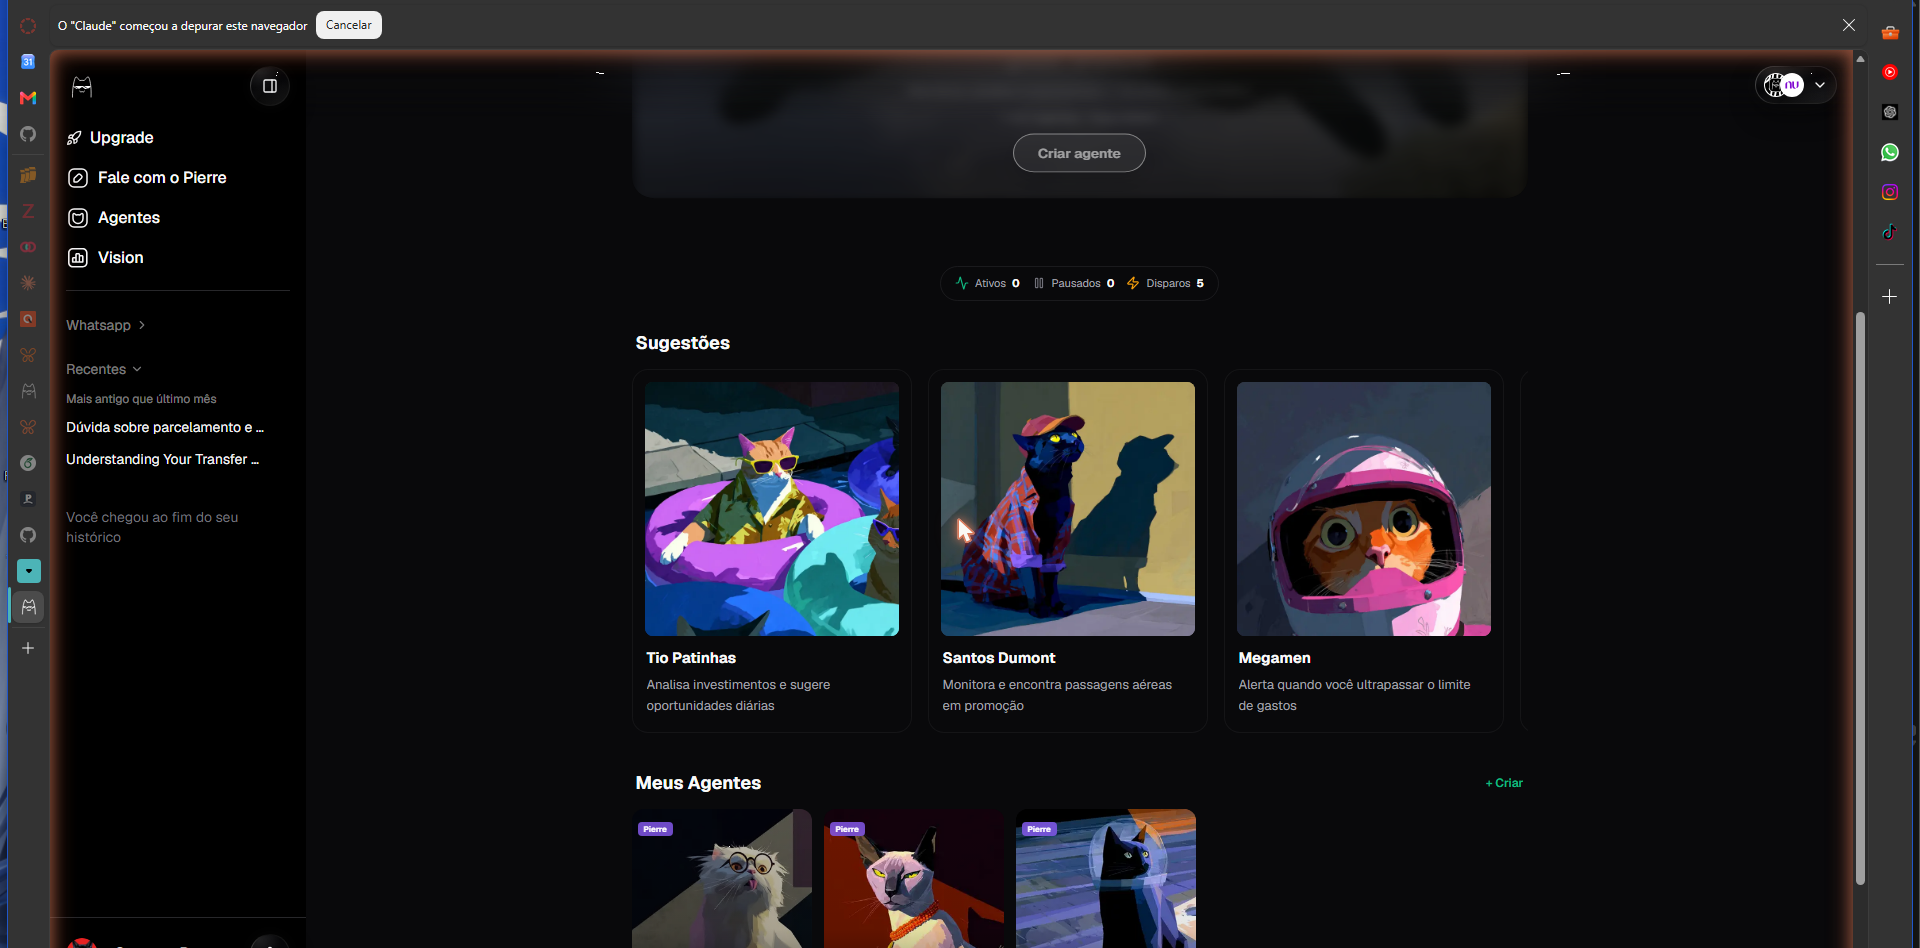 O "Claude" começou a depurar este navegador
Cancelar
31
Upgrade
Fale com o Pierre
Agentes
Vision
Whatsapp
Recentes
Mais antigo que último mês
Dúvida sobre parcelamento e ...
Understanding Your Transfer ...
Você chegou ao fim do seu
histórico
nu
Criar agente
Ativos 0 Pausados 0 Disparos 5
Sugestões
Tio Patinhas
Analisa investimentos e sugere
oportunidades diárias
Santos Dumont
Monitora e encontra passagens aéreas
em promoção
Megamen
Alerta quando você ultrapassar o limite
de gastos
Meus Agentes
+ Criar
Pierre
Pierre
Pierre